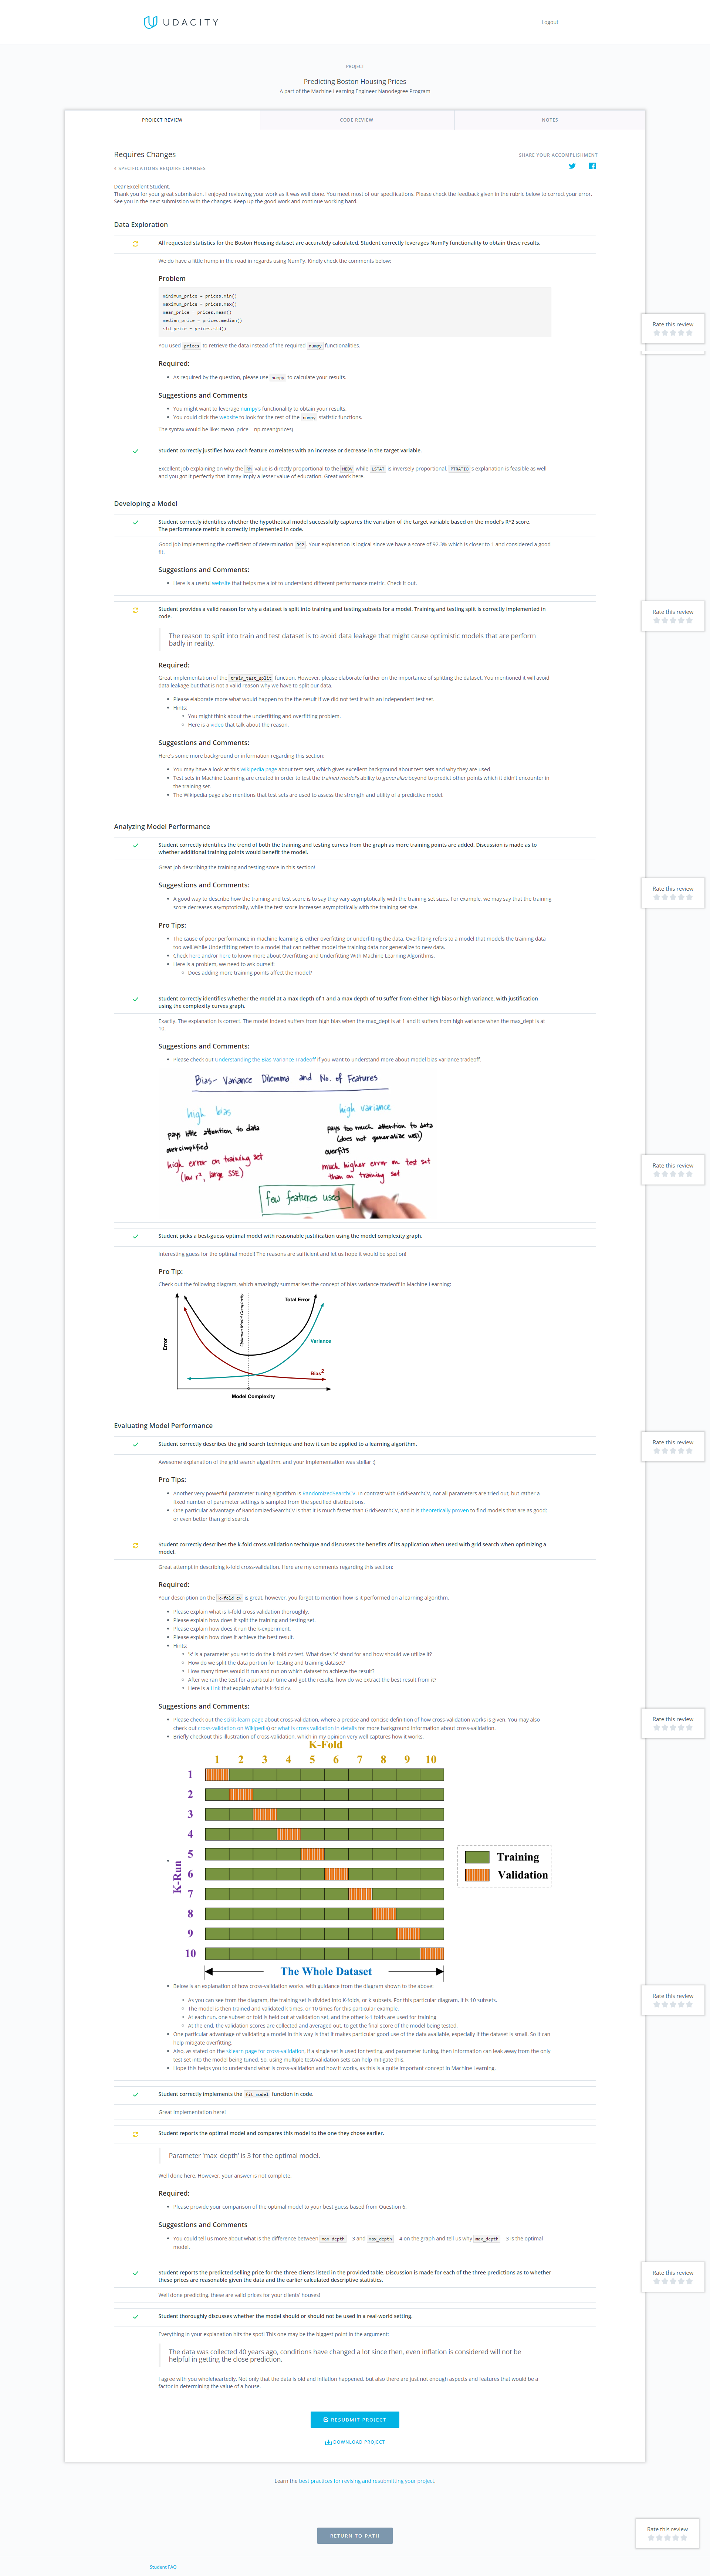 UDACITY
Logout
PROJECT
Predicting Boston Housing Prices
A part of the Machine Learning Engineer Nanodegree Program
PROJECT REVIEW
CODE REVIEW
NOTES
Requires Changes
SHARE YOUR ACCOMPLISHMENT
4 SPECIFICATIONS REQUIRE CHANGES
Dear Excellent Student,
Thank you for your great submission. I enjoyed reviewing your work as it was well done. You meet most of our specifications. Please check the feedback given in the rubric below to correct your error.
See you in the next submission with the changes. Keep up the good work and continue working hard.
Data Exploration
All requested statistics for the Boston Housing dataset are accurately calculated. Student correctly leverages NumPy functionality to obtain these results.
We do have a little hump in the road in regards using NumPy. Kindly check the comments below:
Problem
minimum_price = prices.min()
maximum_price = prices.max()
mean_price = prices.mean()
median_price = prices.median()
std_price = prices.std()
Rate this review
You used prices to retrieve the data instead of the required numpy functionalities.
Required:
As required by the question, please use numpy to calculate your results.
Suggestions and Comments
You might want to leverage numpy's functionality to obtain your results.
You could click the website to look for the rest of the numpy statistic functions.
The syntax would be like: mean_price = np.mean(prices)
Student correctly justifies how each feature correlates with an increase or decrease in the target variable.
Excellent job explaining on why the RM value is directly proportional to the MEDV while LSTAT is inversely proportional. PTRATIO 's explanation is feasible as well
and you got it perfectly that it may imply a lesser value of education. Great work here.
Developing a Model
Student correctly identifies whether the hypothetical model successfully captures the variation of the target variable based on the model's R^2 score.
The performance metric is correctly implemented in code.
Good job implementing the coefficient of determination R^2 . Your explanation is logical since we have a score of 92.3% which is closer to 1 and considered a good
fit.
Suggestions and Comments:
Here is a useful website that helps me a lot to understand different performance metric. Check it out.
Student provides a valid reason for why a dataset is split into training and testing subsets for a model. Training and testing split is correctly implemented in
code.
Rate this review
The reason to split into train and test dataset is to avoid data leakage that might cause optimistic models that are perform
badly in reality.
Required:
Great implementation of the train_test_split function. However, please elaborate further on the importance of splitting the dataset. You mentioned it will avoid
data leakage but that is not a valid reason why we have to split our data.
Please elaborate more what would happen to the the result if we did not test it with an independent test set.
Hints:
You might think about the underfitting and overfitting problem.
Here is a video that talk about the reason.
Suggestions and Comments:
Here's some more background or information regarding this section:
You may have a look at this Wikipedia page about test sets, which gives excellent background about test sets and why they are used.
Test sets in Machine Learning are created in order to test the trained model's ability to generalize beyond to predict other points which it didn't encounter in
the training set.
The Wikipedia page also mentions that test sets are used to assess the strength and utility of a predictive model.
Analyzing Model Performance
Student correctly identifies the trend of both the training and testing curves from the graph as more training points are added. Discussion is made as to
whether additional training points would benefit the model.
Great job describing the training and testing score in this section!
Suggestions and Comments:
Rate this review
A good way to describe how the training and test score is to say they vary asymptotically with the training set sizes. For example, we may say that the training
score decreases asymptotically, while the test score increases asymptotically with the training set size.
Pro Tips:
The cause of poor performance in machine learning is either overfitting or underfitting the data. Overfitting refers to a model that models the training data
too well.While Underfitting refers to a model that can neither model the training data nor generalize to new data.
Check here and/or here to know more about Overfitting and Underfitting With Machine Learning Algorithms.
Here is a problem, we need to ask ourself:
Does adding more training points affect the model?
Student correctly identifies whether the model at a max depth of 1 and a max depth of 10 suffer from either high bias or high variance, with justification
using the complexity curves graph.
Exactly. The explanation is correct. The model indeed suffers from high bias when the max_dept is at 1 and it suffers from high variance when the max_dept is at
10.
Suggestions and Comments:
Please check out Understanding the Bias-Variance Tradeoff if you want to understand more about model bias-variance tradeoff.
Bias- Variance Dilemma and No. of Features
high bias
high variance
pays little attention to data
oversimplified
high error on training set
(low r², large SSE)
pays too much attention to data
(does not generalize well)
overfits
much higher error on test set
than on training set
few features used
Rate this review
Student picks a best-guess optimal model with reasonable justification using the model complexity graph.
Interesting guess for the optimal model! The reasons are sufficient and let us hope it would be spot on!
Pro Tip:
Check out the following diagram, which amazingly summarises the concept of bias-variance tradeoff in Machine Learning:
Error
Optimum Model Complexity
Total Error
Variance
Bias²
Model Complexity
Evaluating Model Performance
Student correctly describes the grid search technique and how it can be applied to a learning algorithm.
Rate this review
Awesome explanation of the grid search algorithm, and your implementation was stellar :)
Pro Tips:
Another very powerful parameter tuning algorithm is RandomizedSearchCV. In contrast with GridSearchCV, not all parameters are tried out, but rather a
fixed number of parameter settings is sampled from the specified distributions.
One particular advantage of RandomizedSearchCV is that it is much faster than GridSearchCV, and it is theoretically proven to find models that are as good;
or even better than grid search.
Student correctly describes the k-fold cross-validation technique and discusses the benefits of its application when used with grid search when optimizing a
model.
Great attempt in describing k-fold cross-validation. Here are my comments regarding this section:
Required:
Your description on the k-fold cv is great, however, you forgot to mention how is it performed on a learning algorithm.
Please explain what is k-fold cross validation thoroughly.
Please explain how does it split the training and testing set.
Please explain how does it run the k-experiment.
Please explain how does it achieve the best result.
Hints:
'k' is a parameter you set to do the k-fold cv test. What does 'k' stand for and how should we utilize it?
How do we split the data portion for testing and training dataset?
How many times would it run and run on which dataset to achieve the result?
After we ran the test for a particular time and got the results, how do we extract the best result from it?
Here is a Link that explain what is k-fold cv.
Suggestions and Comments:
Please check out the scikit-learn page about cross-validation, where a precise and concise definition of how cross-validation works is given. You may also
check out cross-validation on Wikipedia) or what is cross validation in details for more background information about cross-validation.
Rate this review
Briefly checkout this illustration of cross-validation, which in my opinion very well captures how it works.
K-Fold
1 2 3 4 5 6 7 8 9 10
1
2
3
4
5
6
7
8
9
10
K-Run
Training
Validation
The Whole Dataset
Below is an explanation of how cross-validation works, with guidance from the diagram shown to the above:
Rate this review
As you can see from the diagram, the training set is divided into K-folds, or k subsets. For this particular diagram, it is 10 subsets.
The model is then trained and validated k times, or 10 times for this particular example.
At each run, one subset or fold is held out at validation set, and the other k-1 folds are used for training
At the end, the validation scores are collected and averaged out, to get the final score of the model being tested.
One particular advantage of validating a model in this way is that it makes particular good use of the data available, especially if the dataset is small. So it can
help mitigate overfitting.
Also, as stated on the sklearn page for cross-validation, if a single set is used for testing, and parameter tuning, then information can leak away from the only
test set into the model being tuned. So, using multiple test/validation sets can help mitigate this.
Hope this helps you to understand what is cross-validation and how it works, as this is a quite important concept in Machine Learning.
Student correctly implements the fit_model function in code.
Great implementation here!
Student reports the optimal model and compares this model to the one they chose earlier.
Parameter 'max_depth' is 3 for the optimal model.
Well done here. However, your answer is not complete.
Required:
Please provide your comparison of the optimal model to your best guess based from Question 6.
Suggestions and Comments
You could tell us more about what is the difference between max depth = 3 and max_depth = 4 on the graph and tell us why max_depth = 3 is the optimal
model.
Student reports the predicted selling price for the three clients listed in the provided table. Discussion is made for each of the three predictions as to whether
these prices are reasonable given the data and the earlier calculated descriptive statistics.
Rate this review
Well done predicting, these are valid prices for your clients' houses!
Student thoroughly discusses whether the model should or should not be used in a real-world setting.
Everything in your explanation hits the spot! This one may be the biggest point in the argument:
The data was collected 40 years ago, conditions have changed a lot since then, even inflation is considered will not be
helpful in getting the close prediction.
I agree with you wholeheartedly. Not only that the data is old and inflation happened, but also there are just not enough aspects and features that would be a
factor in determining the value of a house.
RESUBMIT PROJECT
DOWNLOAD PROJECT
Learn the best practices for revising and resubmitting your project.
RETURN TO PATH
Rate this review
Student FAQ